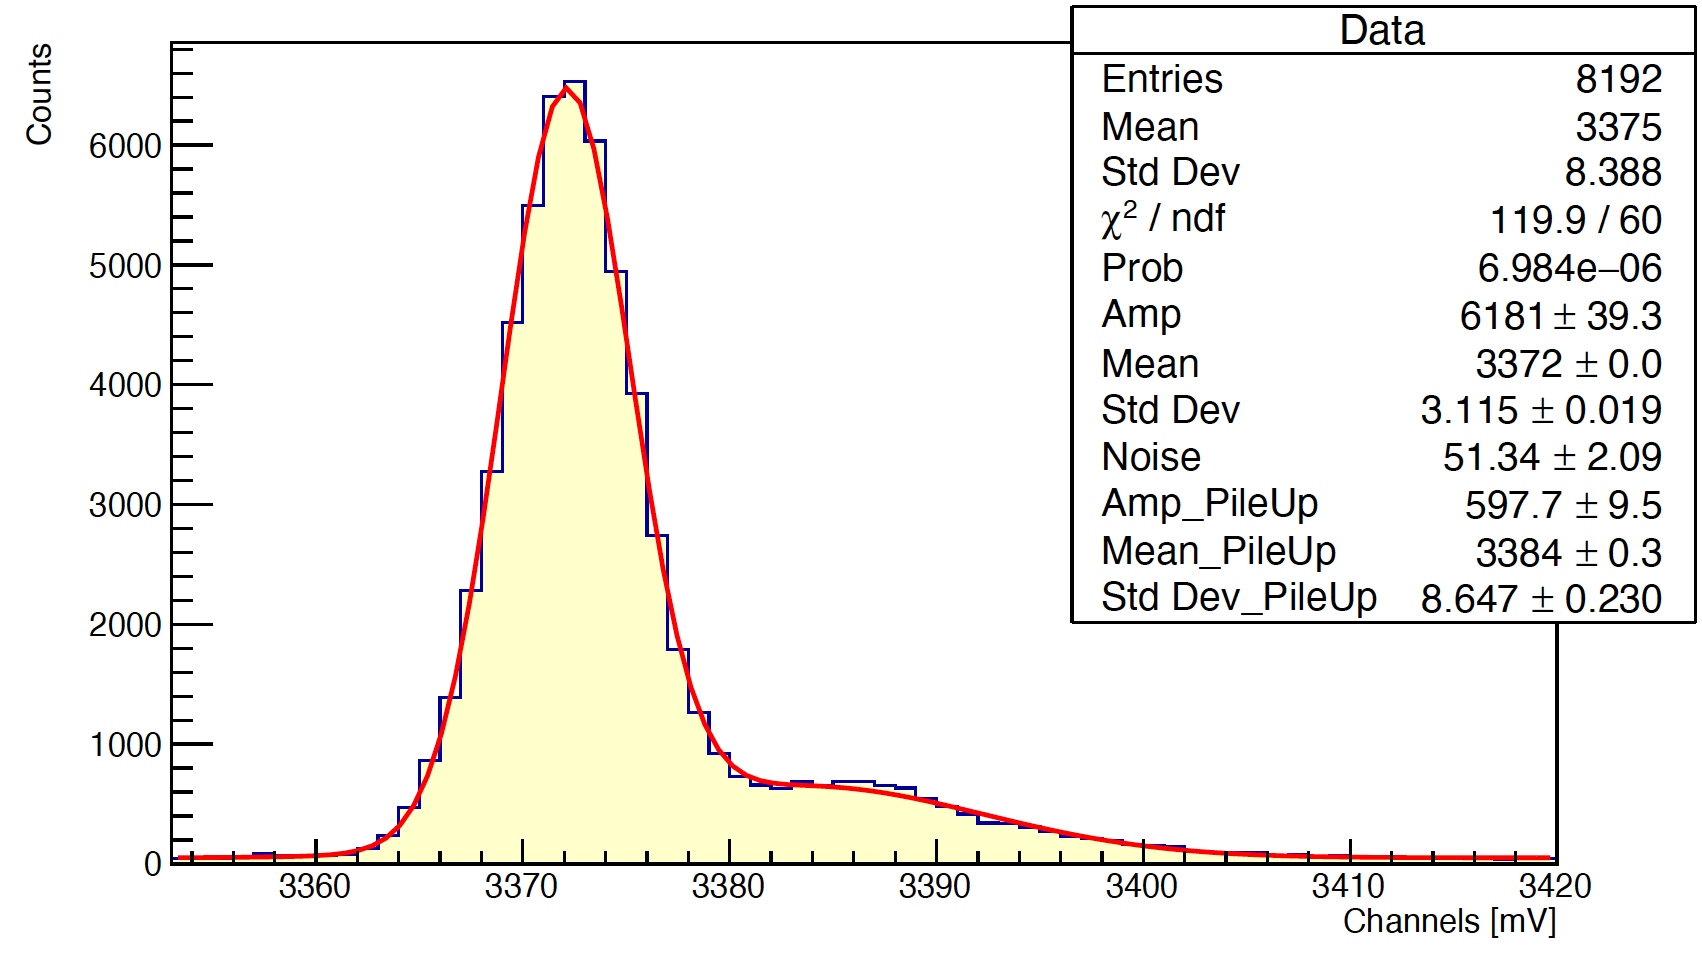 Counts
Data
Entries 8192
Mean 3375
Std Dev 8.388
χ² / ndf 119.9 / 60
Prob 6.984e−06
Amp 6181 ± 39.3
Mean 3372 ± 0.0
Std Dev 3.115 ± 0.019
Noise 51.34 ± 2.09
Amp_PileUp 597.7 ± 9.5
Mean_PileUp 3384 ± 0.3
Std Dev_PileUp 8.647 ± 0.230
6000
5000
4000
3000
2000
1000
0
3360 3370 3380 3390 3400 3410 3420
Channels [mV]